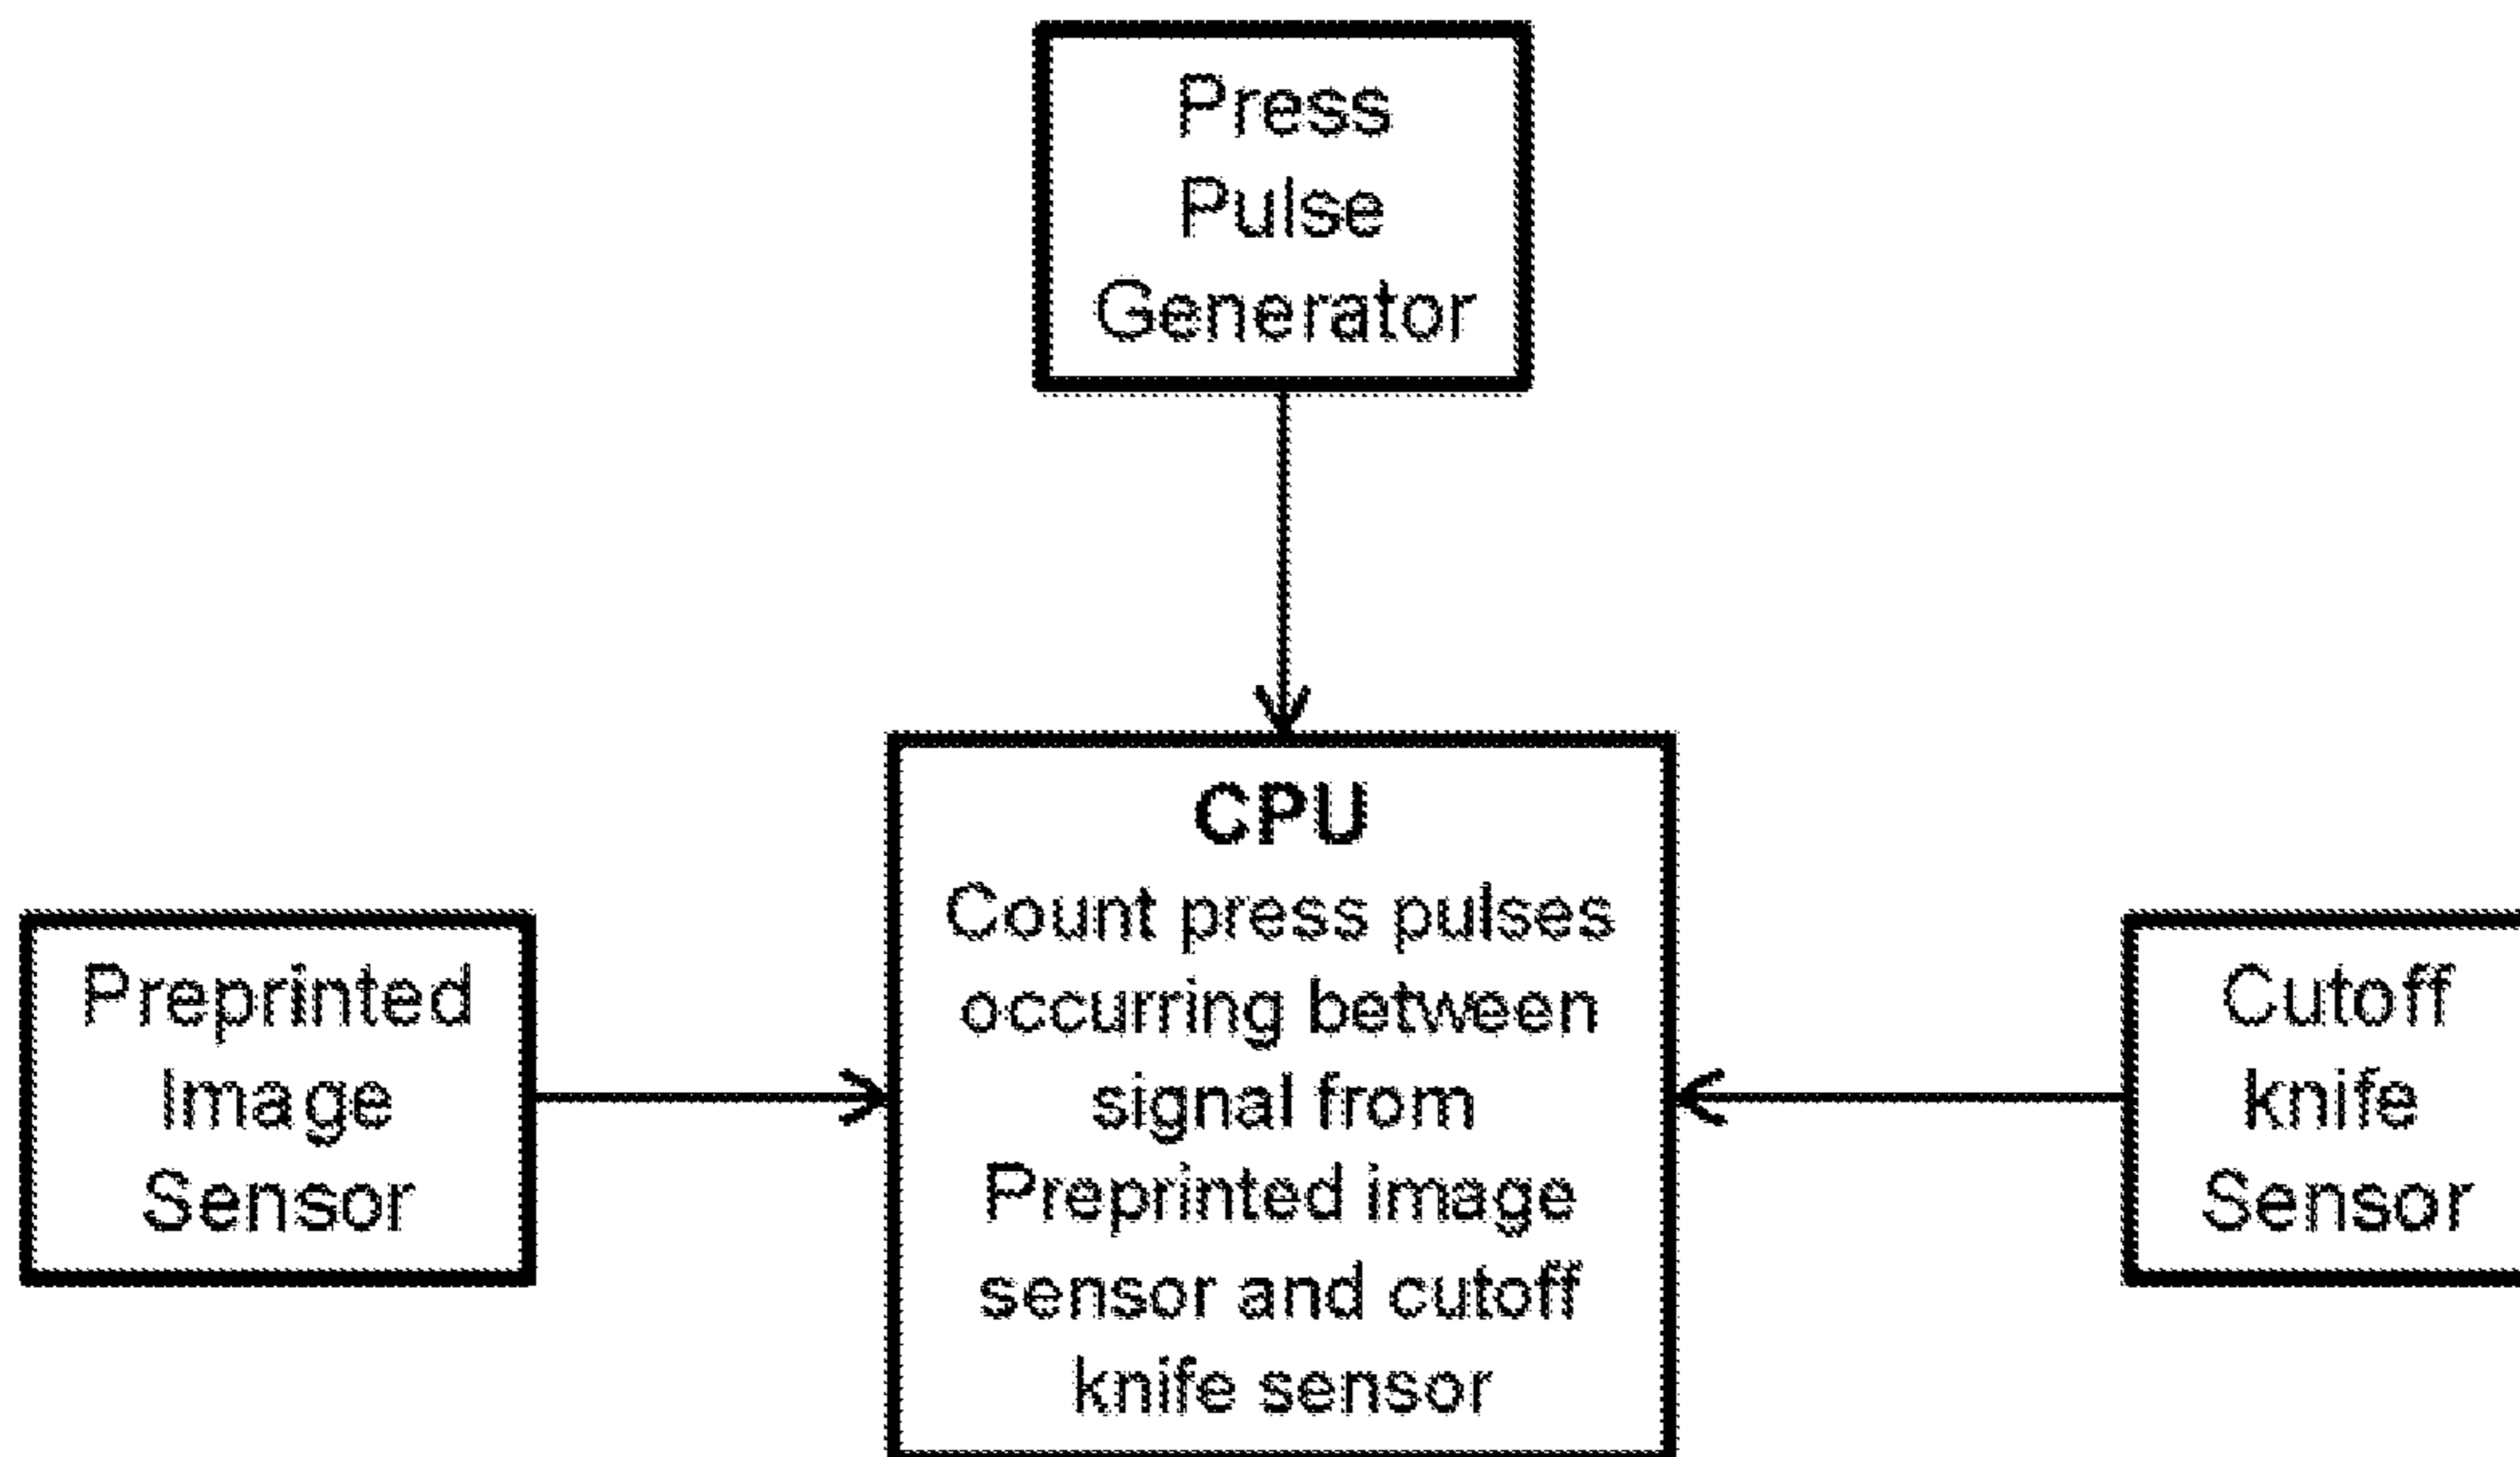 Press
Pulse
Generator
CPU
Count press pulses
occurring between
signal from
Preprinted image
sensor and cutoff
knife sensor
Preprinted
Image
Sensor
Cutoff
knife
Sensor